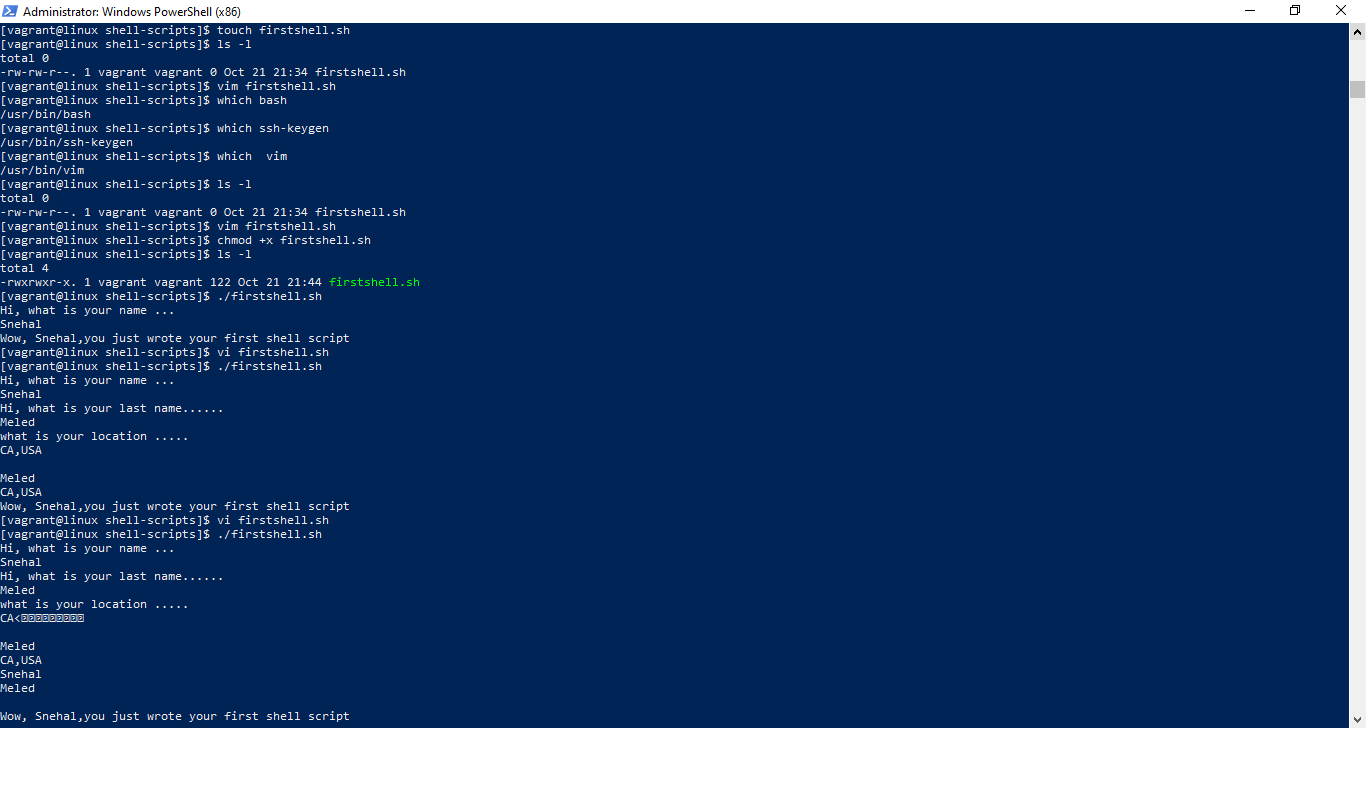 Administrator: Windows PowerShell (x86)
[vagrant@linux shell-scripts]$ touch firstshell.sh
[vagrant@linux shell-scripts]$ ls -l
total 0
-rw-rw-r--. 1 vagrant vagrant 0 Oct 21 21:34 firstshell.sh
[vagrant@linux shell-scripts]$ vim firstshell.sh
[vagrant@linux shell-scripts]$ which bash
/usr/bin/bash
[vagrant@linux shell-scripts]$ which ssh-keygen
/usr/bin/ssh-keygen
[vagrant@linux shell-scripts]$ which  vim
/usr/bin/vim
[vagrant@linux shell-scripts]$ ls -l
total 0
-rw-rw-r--. 1 vagrant vagrant 0 Oct 21 21:34 firstshell.sh
[vagrant@linux shell-scripts]$ vim firstshell.sh
[vagrant@linux shell-scripts]$ chmod +x firstshell.sh
[vagrant@linux shell-scripts]$ ls -l
total 4
-rwxrwxr-x. 1 vagrant vagrant 122 Oct 21 21:44 firstshell.sh
[vagrant@linux shell-scripts]$ ./firstshell.sh
Hi, what is your name ...
Snehal
Wow, Snehal,you just wrote your first shell script
[vagrant@linux shell-scripts]$ vi firstshell.sh
[vagrant@linux shell-scripts]$ ./firstshell.sh
Hi, what is your name ...
Snehal
Hi, what is your last name......
Meled
what is your location .....
CA,USA
Meled
CA,USA
Wow, Snehal,you just wrote your first shell script
[vagrant@linux shell-scripts]$ vi firstshell.sh
[vagrant@linux shell-scripts]$ ./firstshell.sh
Hi, what is your name ...
Snehal
Hi, what is your last name......
Meled
what is your location .....
CA<
Meled
CA,USA
Snehal
Meled
Wow, Snehal,you just wrote your first shell script